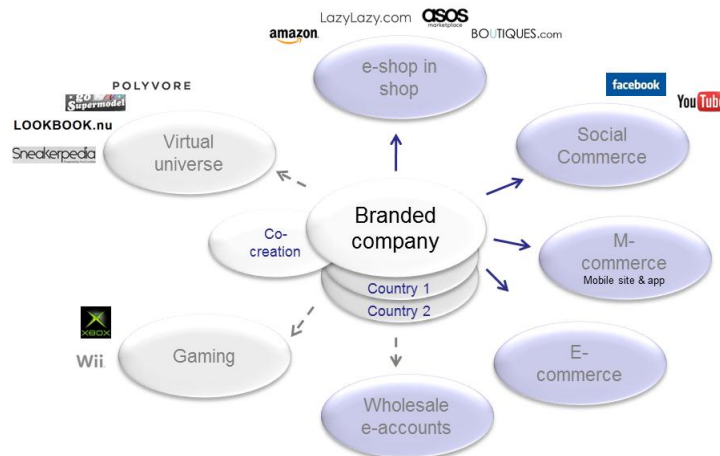 LazyLazy.com
asos
marketplace
amazon
BOUTIQUES.com
e-shop in
shop
facebook
YouTube
POLYVORE
go
Supermodel
LOOKBOOK.nu
Sneakerpedia
Virtual
universe
Social
Commerce
Branded
company
Co-
creation
M-
commerce
Mobile site & app
Country 1
Country 2
XBOX
Wii
Gaming
E-
commerce
Wholesale
e-accounts